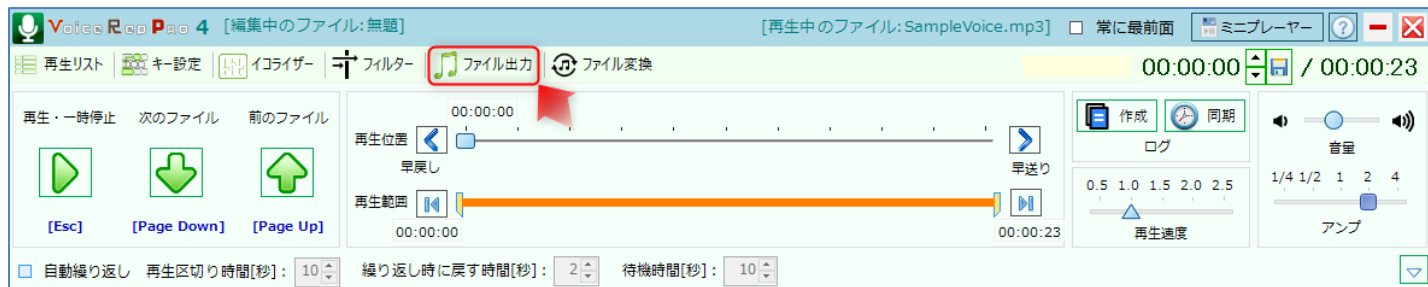 Voice Rep Pro 4 [編集中のファイル:無題] [再生中のファイル:SampleVoice.mp3] 常に最前面 ミニプレーヤー ?
再生リスト キー設定 イコライザー フィルター ファイル出力 ファイル変換 00:00:00 / 00:00:23
再生・一時停止 次のファイル 前のファイル
[Esc] [Page Down] [Page Up]
00:00:00
再生位置
早戻し 早送り
再生範囲
00:00:00 00:00:23
作成 同期
ログ
0.5 1.0 1.5 2.0 2.5
再生速度
音量
1/4 1/2 1 2 4
アンプ
自動繰り返し 再生区切り時間[秒]: 10 繰り返し時に戻す時間[秒]: 2 待機時間[秒]: 10